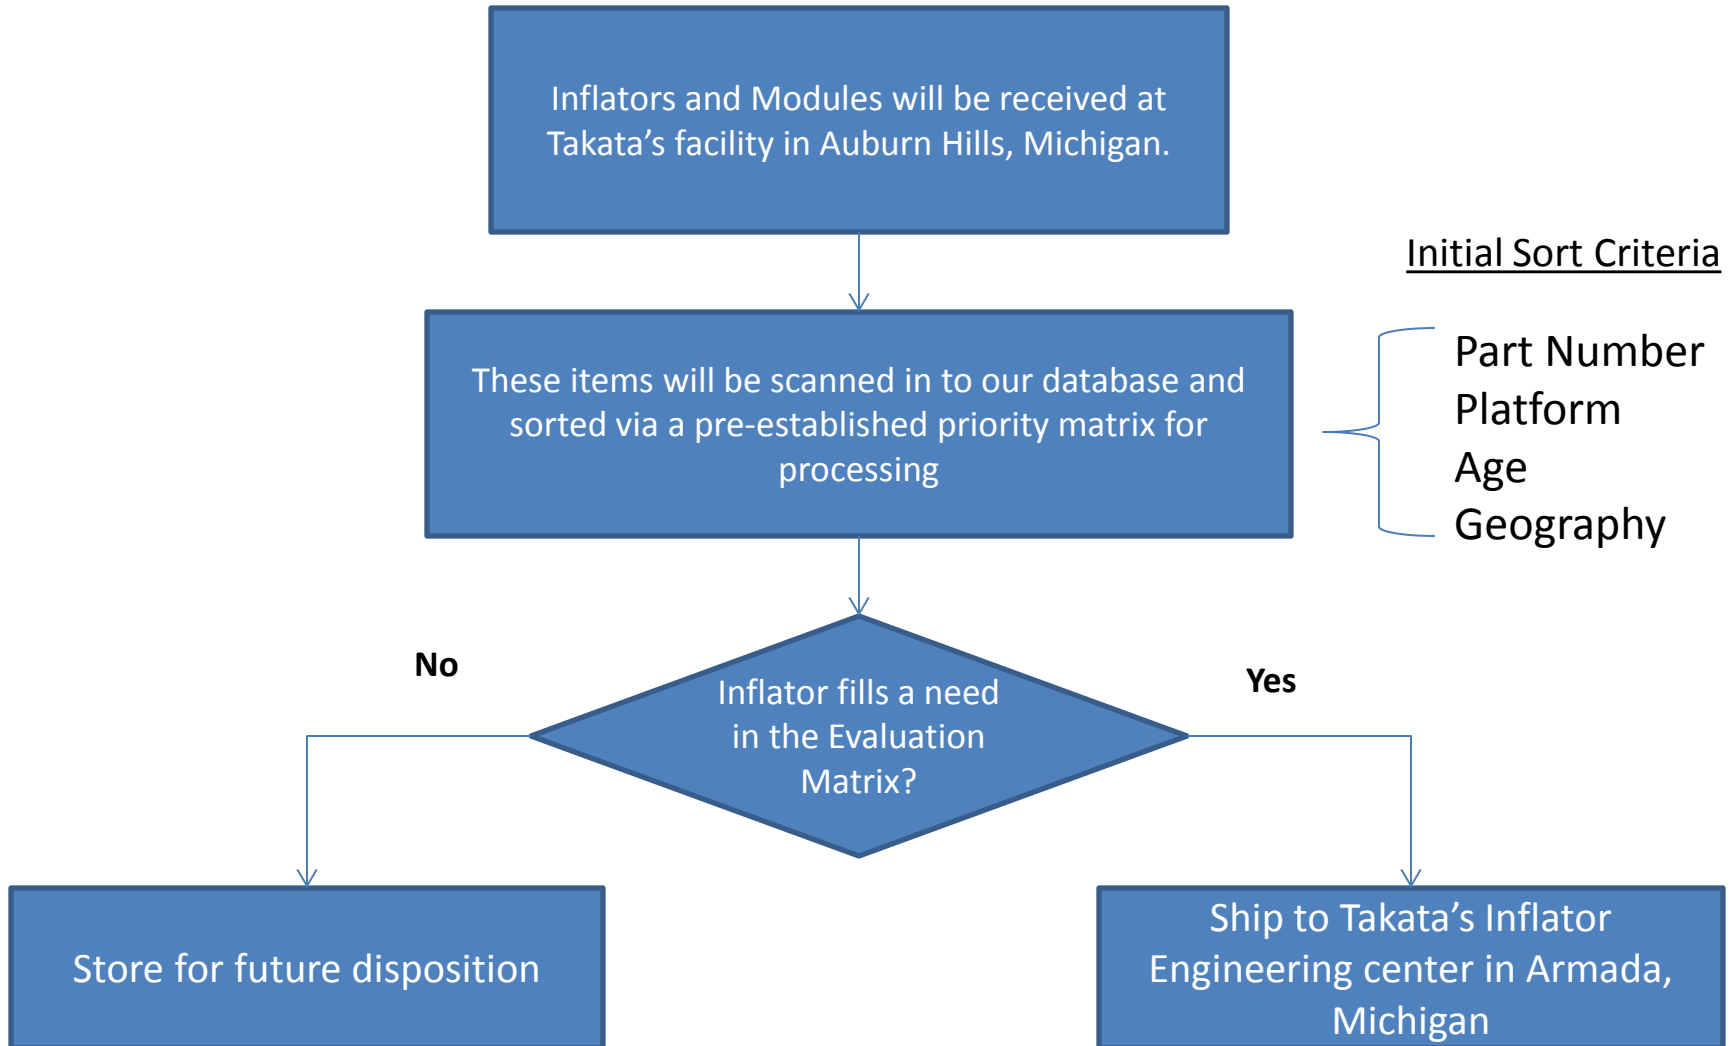 Inflators and Modules will be received at
Takata’s facility in Auburn Hills, Michigan.
Initial Sort Criteria
These items will be scanned in to our database and
sorted via a pre-established priority matrix for
processing
Part Number
Platform
Age
Geography
No
Yes
Inflator fills a need
in the Evaluation
Matrix?
Store for future disposition
Ship to Takata’s Inflator
Engineering center in Armada,
Michigan